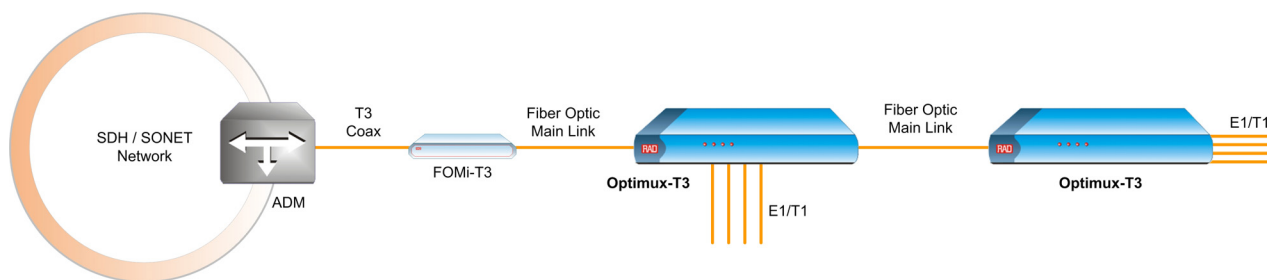 SDH / SONET
Network
ADM
T3
Coax
FOMi-T3
Fiber Optic
Main Link
RAD
Optimux-T3
E1/T1
Fiber Optic
Main Link
RAD
Optimux-T3
E1/T1